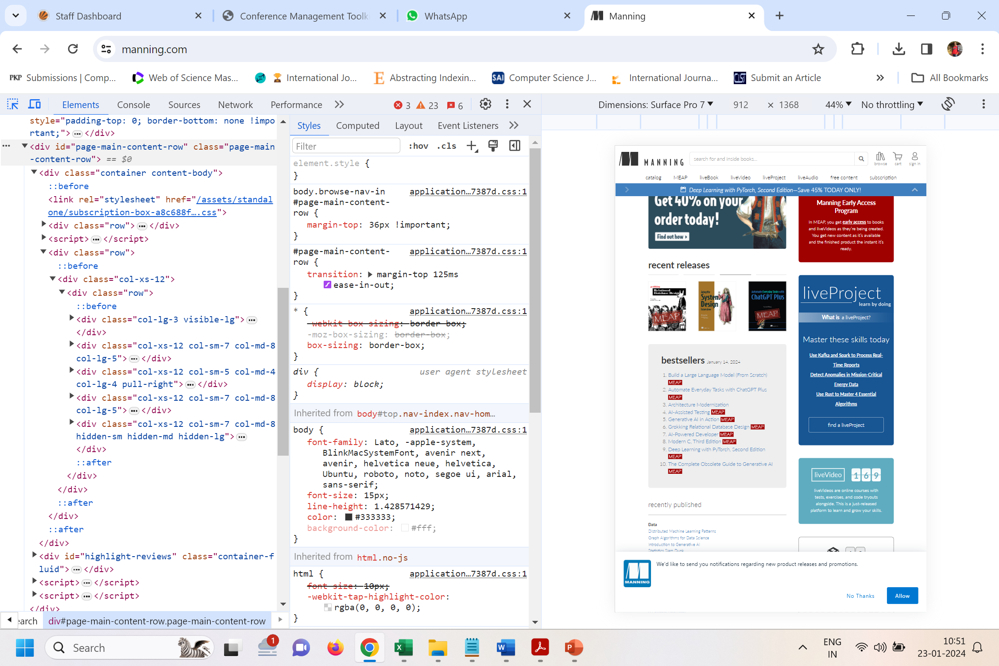 Staff Dashboard
Conference Management Toolk
WhatsApp
Manning
manning.com
PKP Submissions | Comp...
Web of Science Mas...
International Jo...
Abstracting Indexin...
SAI Computer Science J...
International Journa...
Submit an Article
All Bookmarks
Elements Console Sources Network Performance
3 23 6
Dimensions: Surface Pro 7 912 × 1368 44% No throttling
style="padding-top: 0; border-bottom: none !impo
rtant;">…</div>
<div id="page-main-content-row" class="page-main
-content-row"> == $0
<div class="container content-body">
::before
<link rel="stylesheet" href="/assets/standal
one/subscription-box-a8c688f….css">
<div class="row">…</div>
<script>…</script>
<div class="row">
::before
<div class="col-xs-12">
<div class="row">
::before
<div class="col-lg-3 visible-lg">…
</div>
<div class="col-xs-12 col-sm-7 col-md-8
col-lg-5">…</div>
<div class="col-xs-12 col-sm-5 col-md-4
col-lg-4 pull-right">…</div>
<div class="col-xs-12 col-sm-7 col-md-8
col-lg-5">…</div>
<div class="col-xs-12 col-sm-7 col-md-8
hidden-sm hidden-md hidden-lg">…
</div>
::after
</div>
</div>
::after
</div>
::after
</div>
<div id="highlight-reviews" class="container-f
luid">…</div>
<script>…</script>
<script>…</script>
</div>
earch div#page-main-content-row.page-main-content-row
Styles Computed Layout Event Listeners
Filter :hov .cls
element.style {
}
body.browse-nav-in application…7387d.css:1
#page-main-content-
row {
margin-top: 36px !important;
}
#page-main-content- application…7387d.css:1
row {
transition: margin-top 125ms
ease-in-out;
}
* { application…7387d.css:1
-webkit-box-sizing: border-box;
-moz-box-sizing: border-box;
box-sizing: border-box;
}
div { user agent stylesheet
display: block;
}
Inherited from body#top.nav-index.nav-hom…
body { application…7387d.css:1
font-family: Lato, -apple-system,
BlinkMacSystemFont, avenir next,
avenir, helvetica neue, helvetica,
Ubuntu, roboto, noto, segoe ui, arial,
sans-serif;
font-size: 15px;
line-height: 1.428571429;
color: #333333;
background-color: #fff;
}
Inherited from html.no-js
html { application…7387d.css:1
font-size: 10px;
-webkit-tap-highlight-color:
rgba(0, 0, 0, 0);
}
MANNING
search for and inside books...
browse cart sign in
catalog MEAP liveBook liveVideo liveProject liveAudio free content subscription
Deep Learning with PyTorch, Second Edition—Save 45% TODAY ONLY!
Get 40% on your
order today!
Find out how
Manning Early Access
Program
In MEAP, you get early access to books
and liveVideos as they're being created.
You get new content as it's available
and the finished product the instant it's
ready.
recent releases
Relational
Database Design
MEAP
System
Design
Interview
Automate Everyday Tasks with
ChatGPT Plus
MEAP
liveProject
learn by doing
What is a liveProject?
Master these skills today
Use Kafka and Spark to Process Real-
Time Reports
Detect Anomalies in Mission-Critical
Energy Data
Use Rust to Master 4 Essential
Algorithms
find a liveProject
bestsellers January 14, 2024
1. Build a Large Language Model (From Scratch)
MEAP
2. Automate Everyday Tasks with ChatGPT Plus
MEAP
3. Architecture Modernization
4. AI-Assisted Testing MEAP
5. Generative AI in Action MEAP
6. Grokking Relational Database Design MEAP
7. AI-Powered Developer MEAP
8. Modern C, Third Edition MEAP
9. Deep Learning with PyTorch, Second Edition
MEAP
10. The Complete Obsolete Guide to Generative AI
MEAP
liveVideo 169
liveVideos are online courses with
tests, exercises, and code tryouts
alongside. This is a just-released
platform to learn and grow your skills.
recently published
Data
Distributed Machine Learning Patterns
Graph Algorithms for Data Science
Introduction to Generative AI
Statistics Slam Dunk
MANNING
We'd like to send you notifications regarding new product releases and promotions.
No Thanks
Allow
Search
1
ENG
IN
10:51
23-01-2024